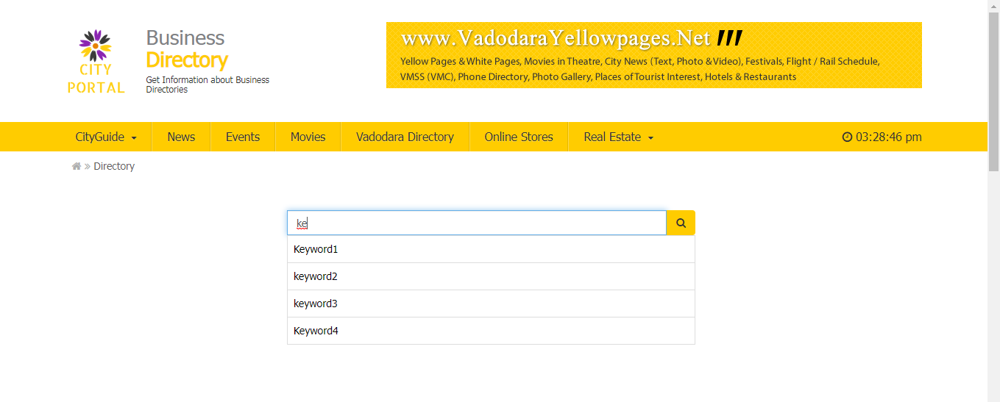 CITY
PORTAL
Business
Directory
Get Information about Business
Directories
www.VadodaraYellowpages.Net
Yellow Pages & White Pages, Movies in Theatre, City News (Text, Photo & Video), Festivals, Flight / Rail Schedule,
VMSS (VMC), Phone Directory, Photo Gallery, Places of Tourist Interest, Hotels & Restaurants
CityGuide News Events Movies Vadodara Directory Online Stores Real Estate 03:28:46 pm
» Directory
ke
Keyword1
keyword2
keyword3
Keyword4